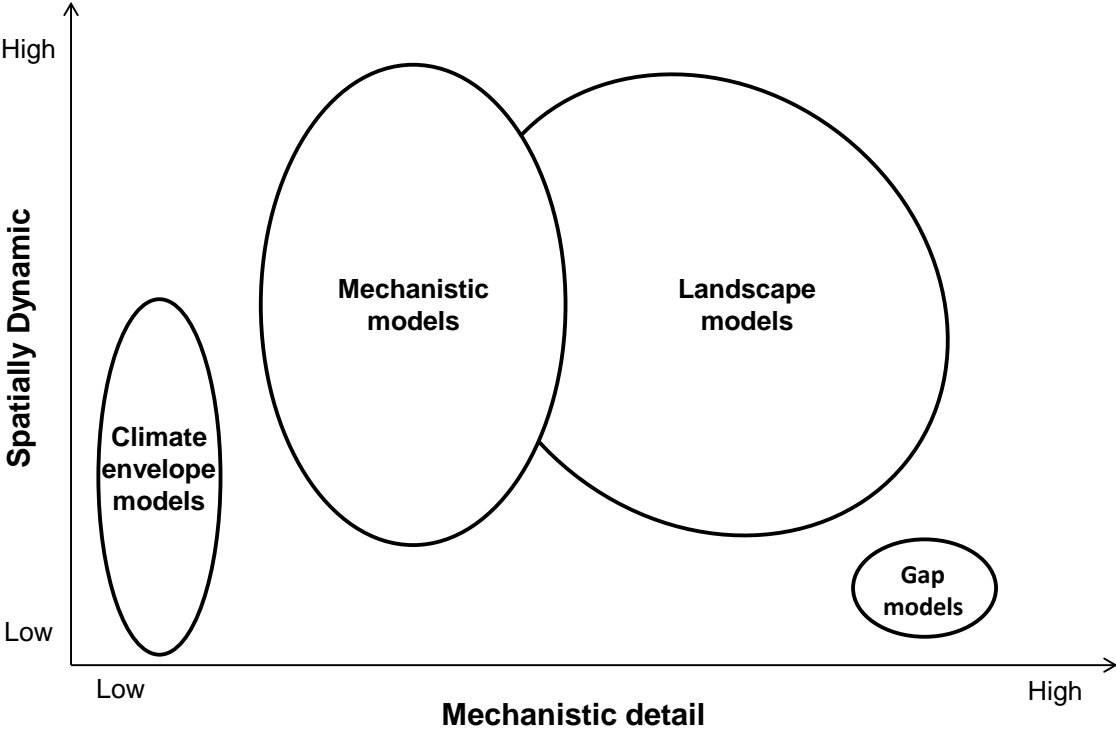 High
Mechanistic
models
Landscape
models
Spatially Dynamic
Climate
envelope
models
Gap
models
Low
Low
High
Mechanistic detail